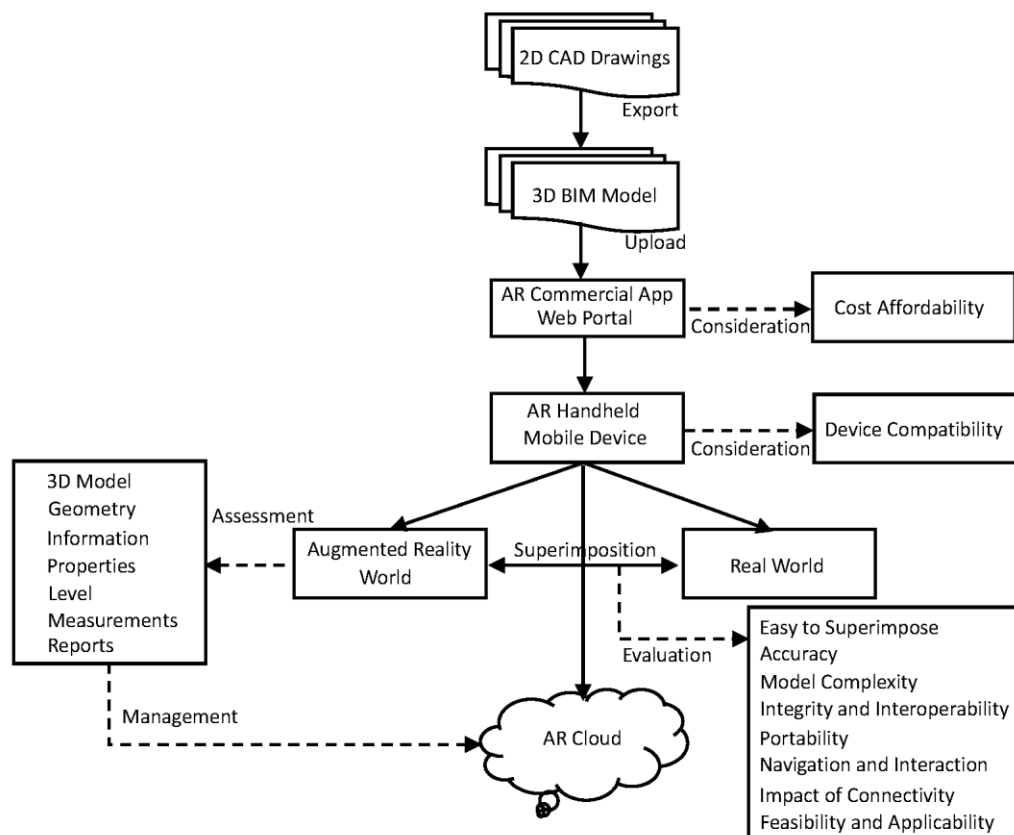 2D CAD Drawings
Export
3D BIM Model
Upload
AR Commercial App
Web Portal
Consideration
Cost Affordability
AR Handheld
Mobile Device
Consideration
Device Compatibility
3D Model
Geometry
Information
Properties
Level
Measurements
Reports
Assessment
Augmented Reality
World
Superimposition
Real World
Evaluation
Easy to Superimpose
Accuracy
Model Complexity
Integrity and Interoperability
Portability
Navigation and Interaction
Impact of Connectivity
Feasibility and Applicability
Management
AR Cloud